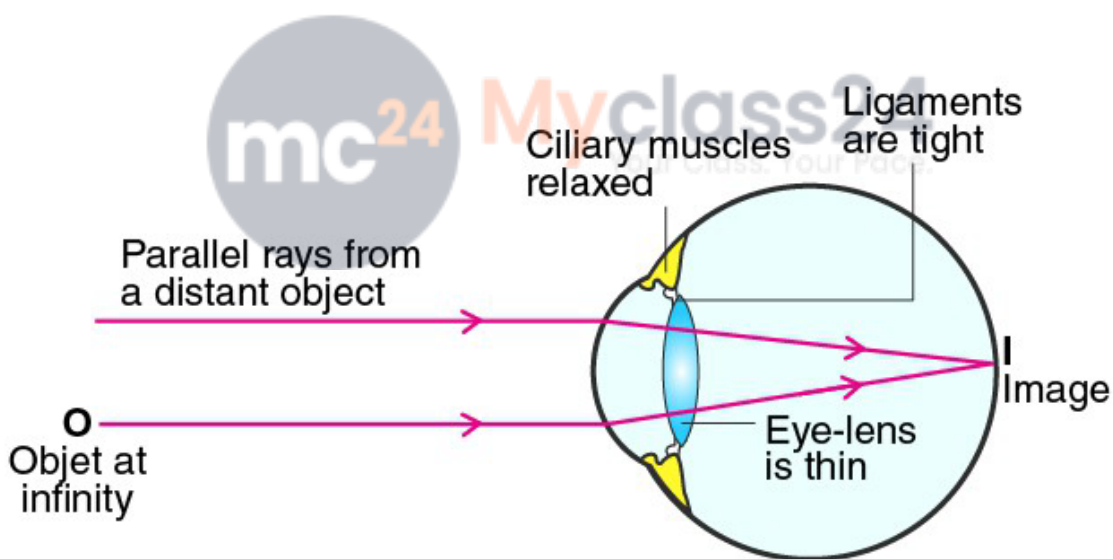 mc24
Myclass24
Your Class. Your Pace.
Ligaments
are tight
Ciliary muscles
relaxed
Parallel rays from
a distant object
O
Objet at
infinity
I
Image
Eye-lens
is thin